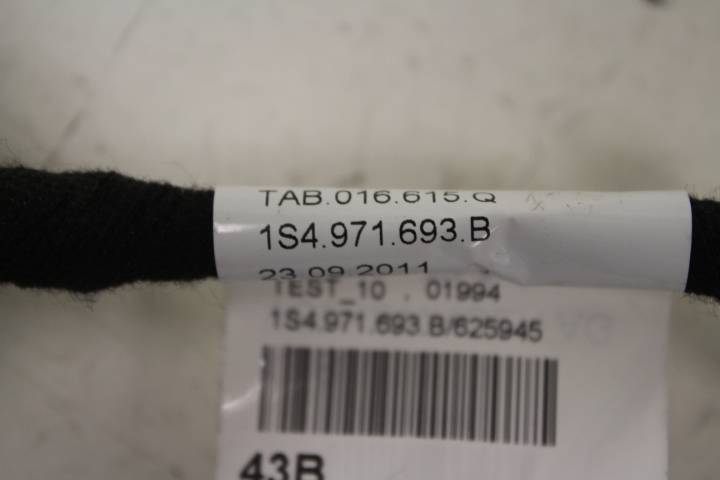 TAB.016.615.Q
1S4.971.693.B
23.09.2011
TEST_10 . 01994
1S4.971.693.B/625945
43B